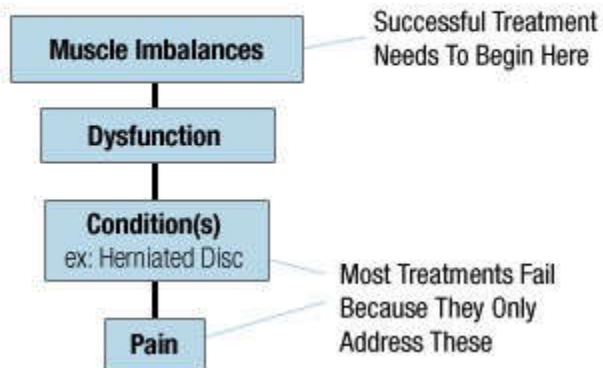 Successful Treatment
Needs To Begin Here
Muscle Imbalances
Dysfunction
Condition(s)
ex: Herniated Disc
Most Treatments Fail
Because They Only
Address These
Pain